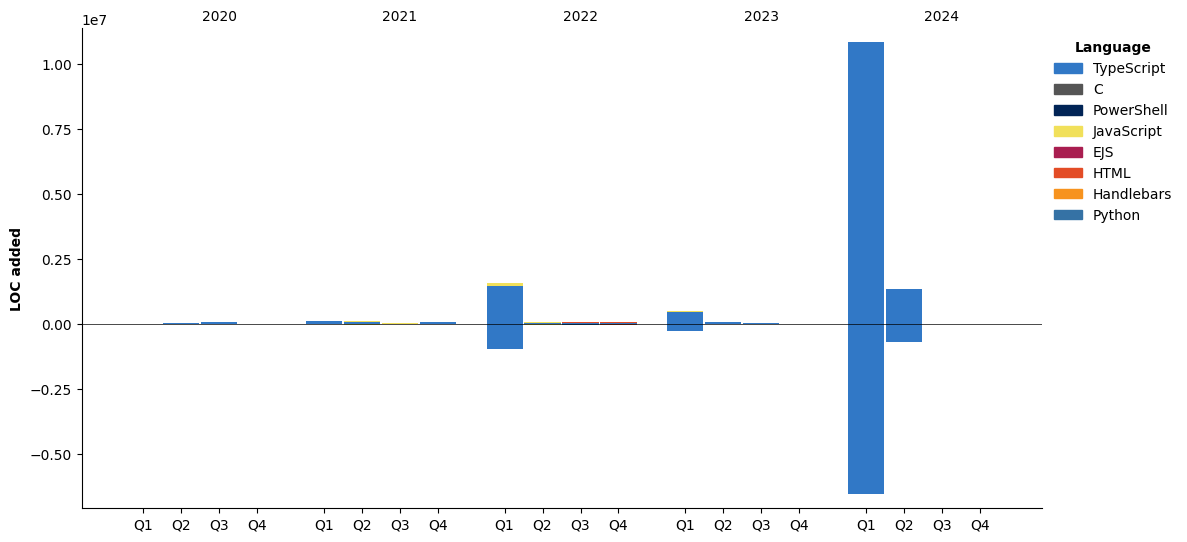 2020 2021 2022 2023 2024
1e7
Language
TypeScript
C
PowerShell
JavaScript
EJS
HTML
Handlebars
Python
LOC added
1.00
0.75
0.50
0.25
0.00
−0.25
−0.50
Q1 Q2 Q3 Q4 Q1 Q2 Q3 Q4 Q1 Q2 Q3 Q4 Q1 Q2 Q3 Q4 Q1 Q2 Q3 Q4